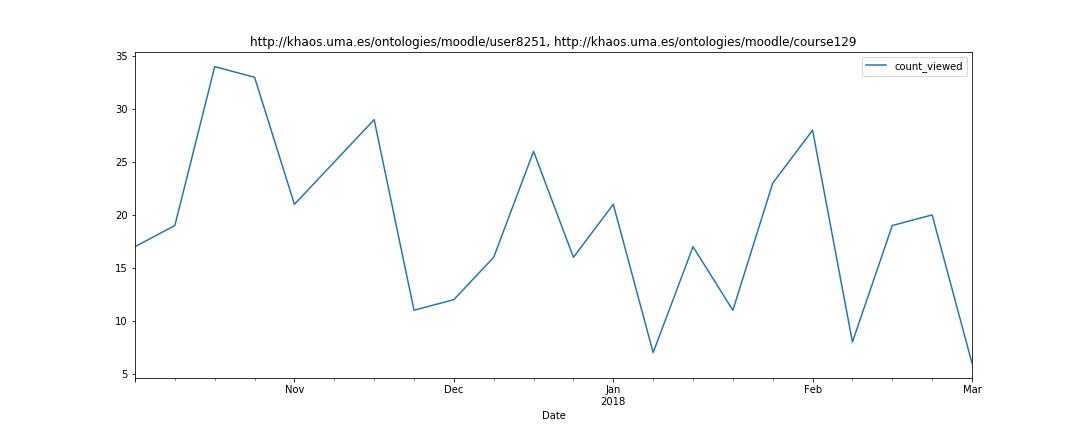 http://khaos.uma.es/ontologies/moodle/user8251, http://khaos.uma.es/ontologies/moodle/course129
count_viewed
35
30
25
20
15
10
5
Nov
Dec
Jan
2018
Feb
Mar
Date